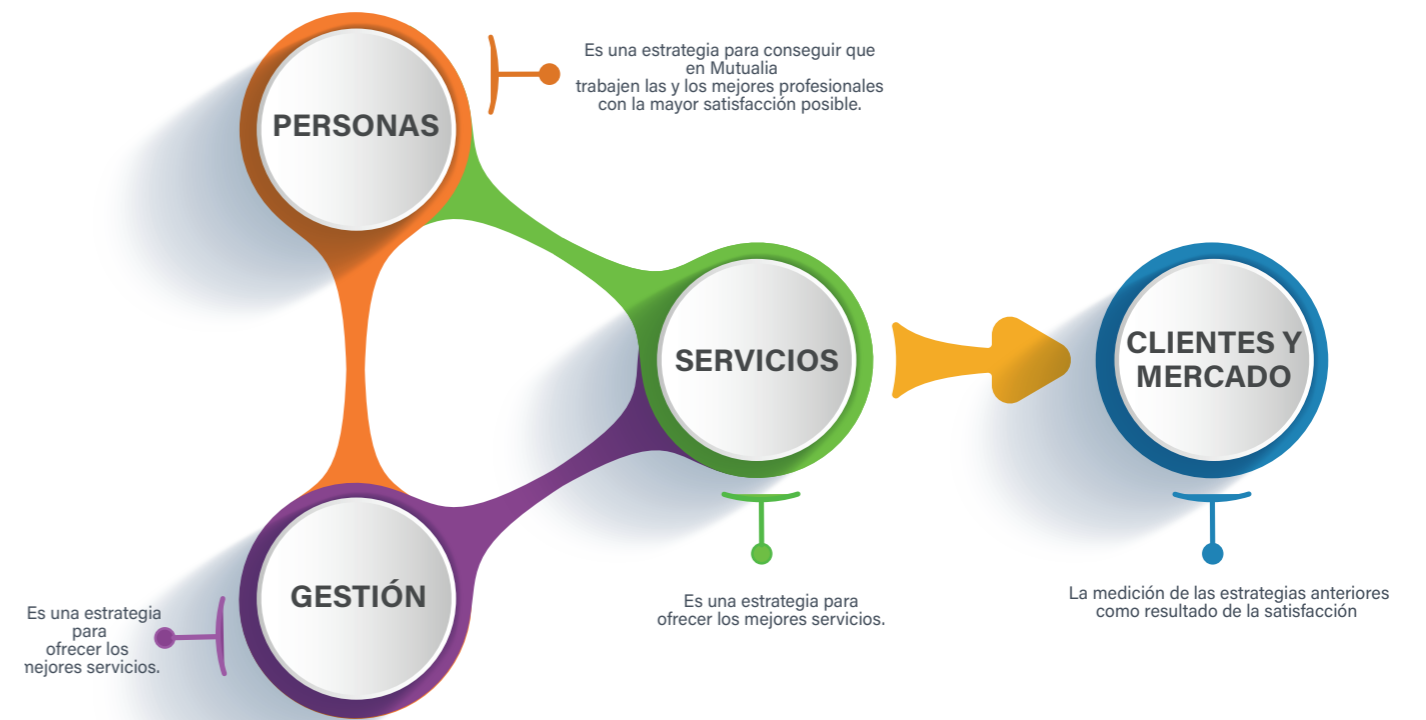 PERSONAS
Es una estrategia para conseguir que
en Mutualia
trabajen las y los mejores profesionales
con la mayor satisfacción posible.
SERVICIOS
Es una estrategia para
ofrecer los mejores servicios.
CLIENTES Y
MERCADO
La medición de las estrategias anteriores
como resultado de la satisfacción
GESTIÓN
Es una estrategia
para
ofrecer los
mejores servicios.